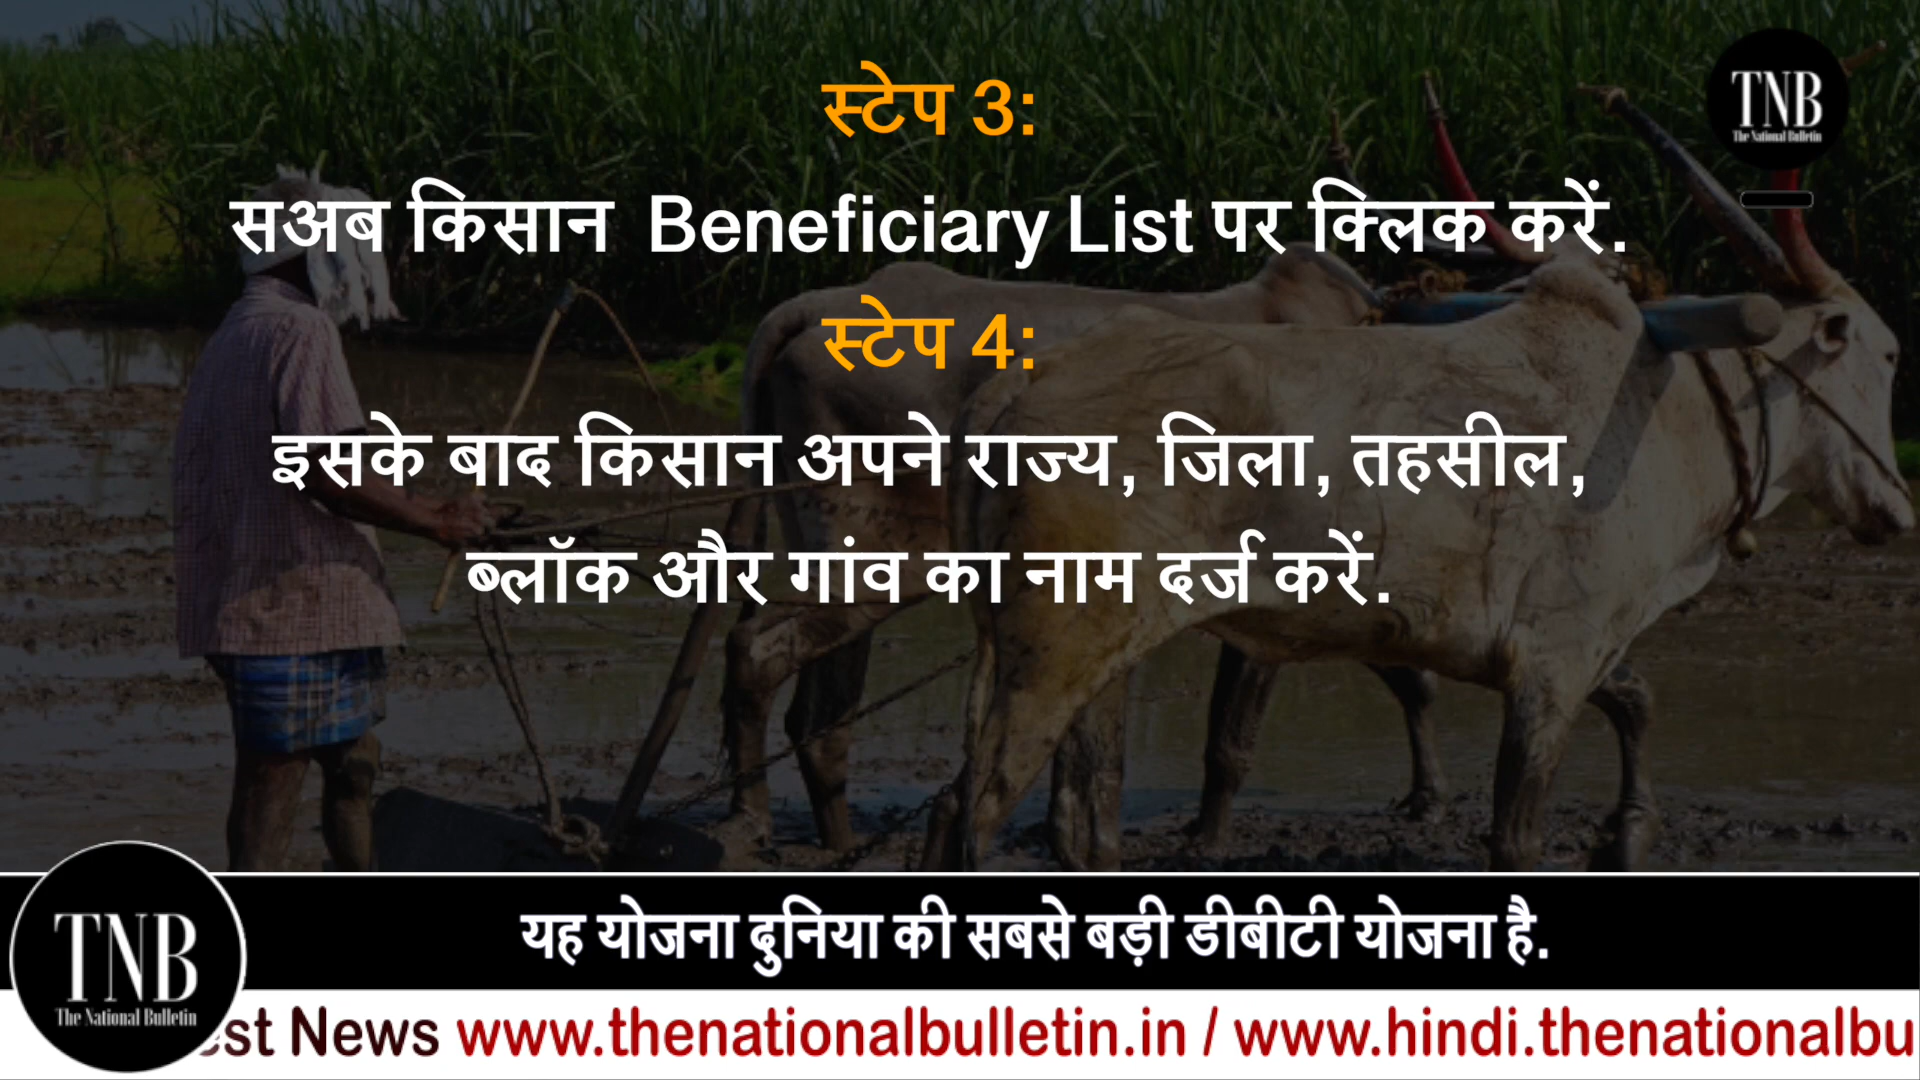 TNB
The National Bulletin
स्टेप 3:
सअब किसान Beneficiary List पर क्लिक करें.
स्टेप 4:
इसके बाद किसान अपने राज्य, जिला, तहसील,
ब्लॉक और गांव का नाम दर्ज करें.
यह योजना दुनिया की सबसे बड़ी डीबीटी योजना है.
TNB
The National Bulletin
est News www.thenationalbulletin.in / www.hindi.thenationalbu